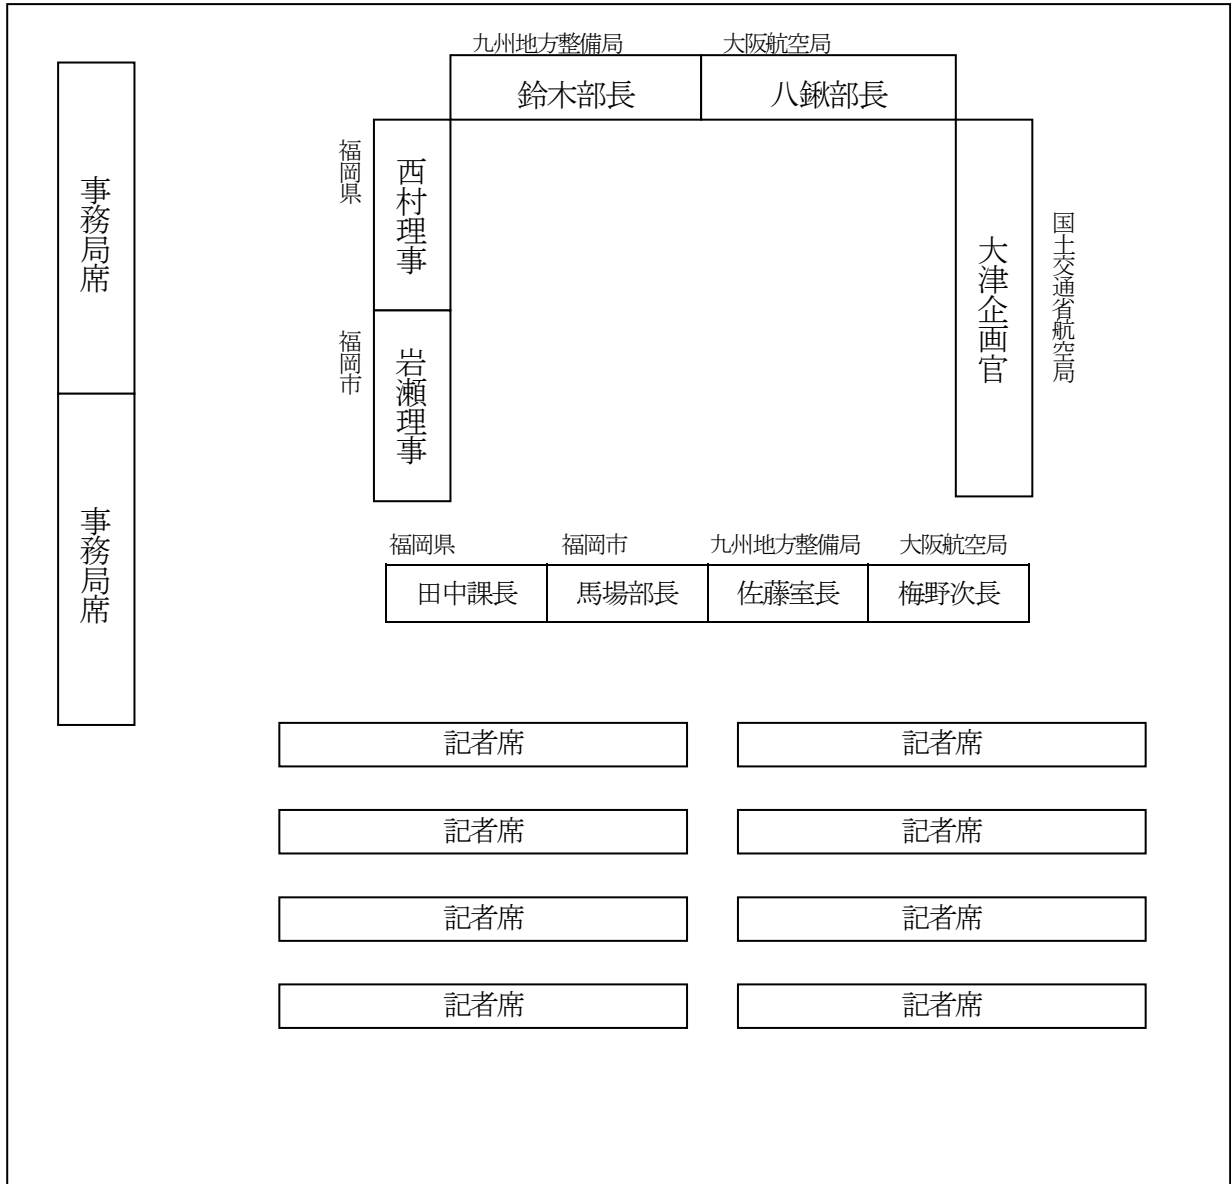 九州地方整備局
大阪航空局
鈴木部長
八鍬部長
事務局席
福岡県
西村理事
大津企画官
国土交通省航空局
福岡市
岩瀬理事
事務局席
福岡県
福岡市
九州地方整備局
大阪航空局
田中課長
馬場部長
佐藤室長
梅野次長
記者席
記者席
記者席
記者席
記者席
記者席
記者席
記者席